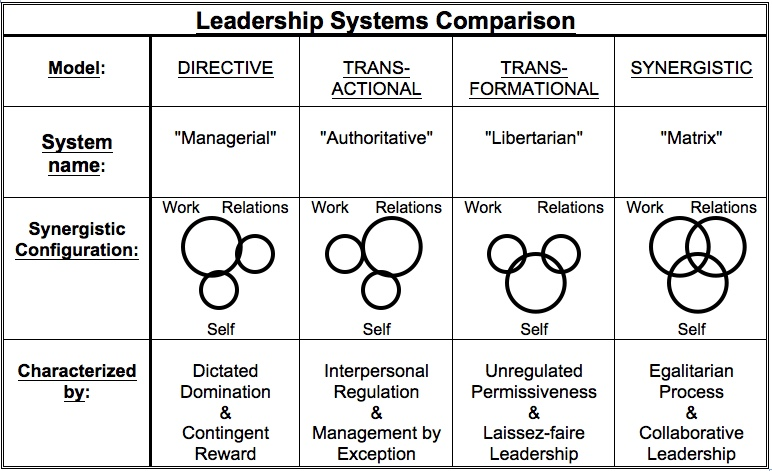 Leadership Systems Comparison
Model: DIRECTIVE TRANS-ACTIONAL TRANS-FORMATIONAL SYNERGISTIC
System name: "Managerial" "Authoritative" "Libertarian" "Matrix"
Synergistic Configuration:
Work Relations Work Relations Work Relations Work Relations
Self Self Self Self
Characterized by:
Dictated
Domination
&
Contingent
Reward
Interpersonal
Regulation
&
Management by
Exception
Unregulated
Permissiveness
&
Laissez-faire
Leadership
Egalitarian
Process
&
Collaborative
Leadership